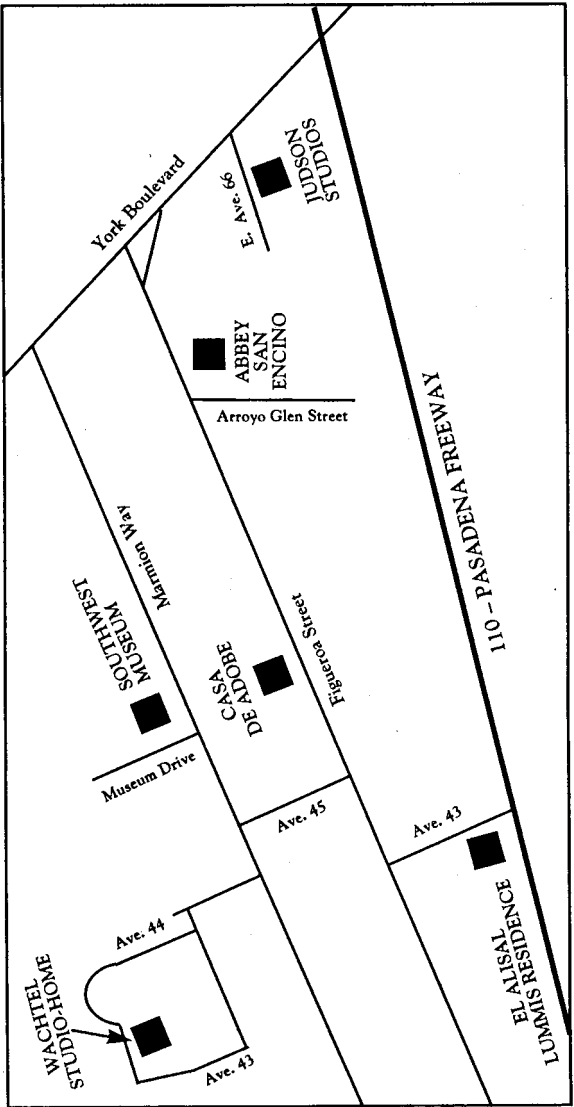 York Boulevard
E. Ave. 66
JUDSON
STUDIOS
ABBEY
SAN
ENCINO
Arroyo Glen Street
110 – PASADENA FREEWAY
Marmion Way
SOUTHWEST
MUSEUM
Museum Drive
CASA
DE ADOBE
Figueroa Street
Ave. 45
Ave. 43
EL ALISAL
LUMMIS RESIDENCE
Ave. 44
WACHTEL
STUDIO-HOME
Ave. 43